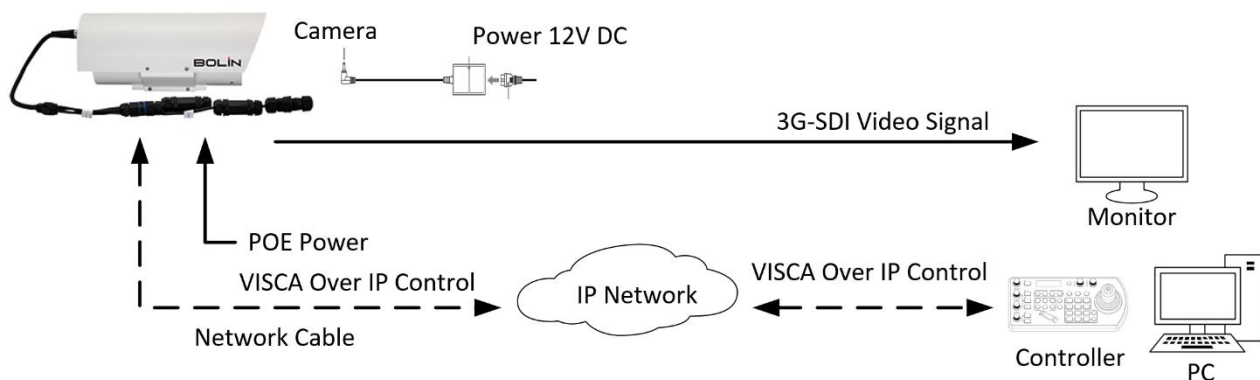 Camera
Power 12V DC
BOLIN
3G-SDI Video Signal
Monitor
POE Power
VISCA Over IP Control
IP Network
VISCA Over IP Control
Network Cable
Controller
PC